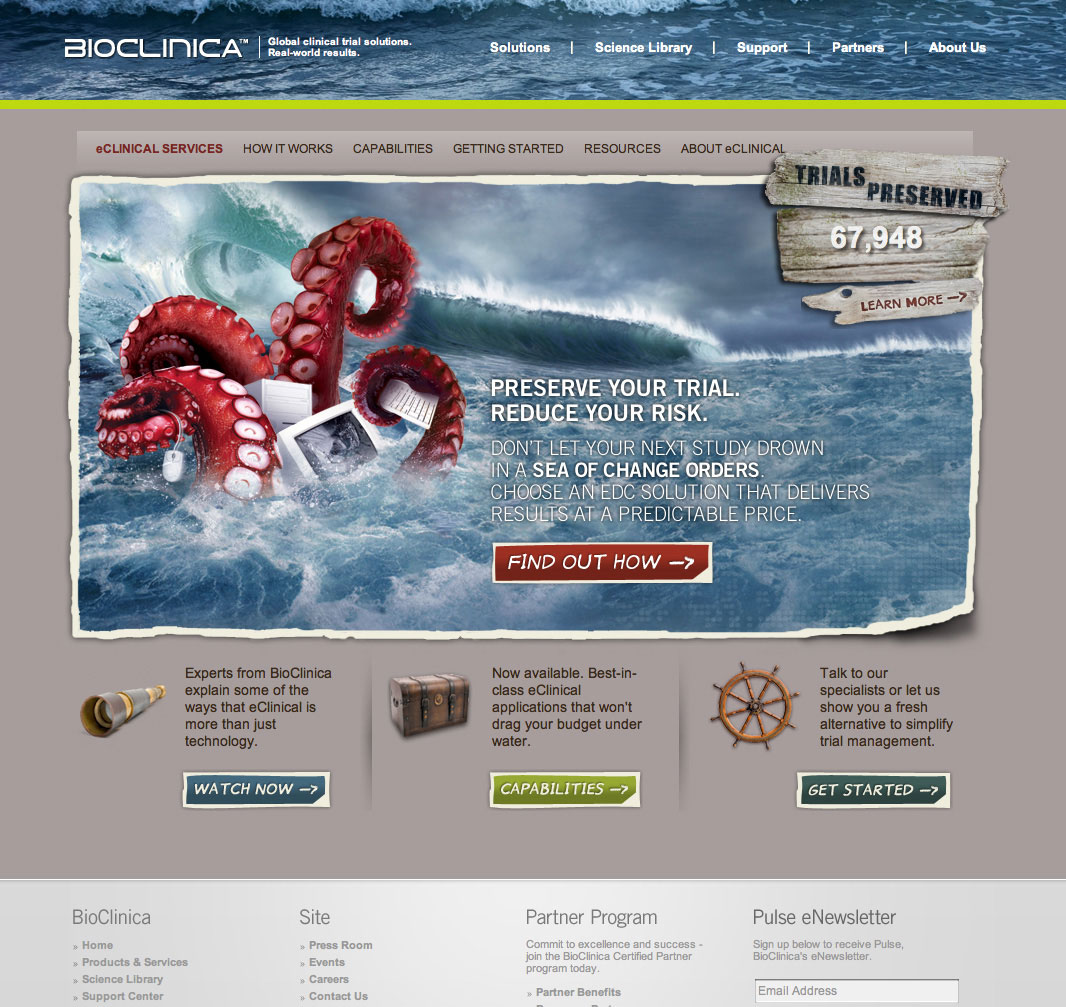 BIOCLINICA™
Global clinical trial solutions.
Real-world results.
Solutions | Science Library | Support | Partners | About Us
eCLINICAL SERVICES HOW IT WORKS CAPABILITIES GETTING STARTED RESOURCES ABOUT eCLINICAL
TRIALS PRESERVED
67,948
LEARN MORE –>
PRESERVE YOUR TRIAL.
REDUCE YOUR RISK.
DON'T LET YOUR NEXT STUDY DROWN
IN A SEA OF CHANGE ORDERS.
CHOOSE AN EDC SOLUTION THAT DELIVERS
RESULTS AT A PREDICTABLE PRICE.
FIND OUT HOW –>
Experts from BioClinica
explain some of the
ways that eClinical is
more than just
technology.
WATCH NOW –>
Now available. Best-in-
class eClinical
applications that won't
drag your budget under
water.
CAPABILITIES –>
Talk to our
specialists or let us
show you a fresh
alternative to simplify
trial management.
GET STARTED –>
BioClinica
» Home
» Products & Services
» Science Library
» Support Center
Site
» Press Room
» Events
» Careers
» Contact Us
Partner Program
Commit to excellence and success -
join the BioClinica Certified Partner
program today.
» Partner Benefits
Pulse eNewsletter
Sign up below to receive Pulse,
BioClinica's eNewsletter.
Email Address